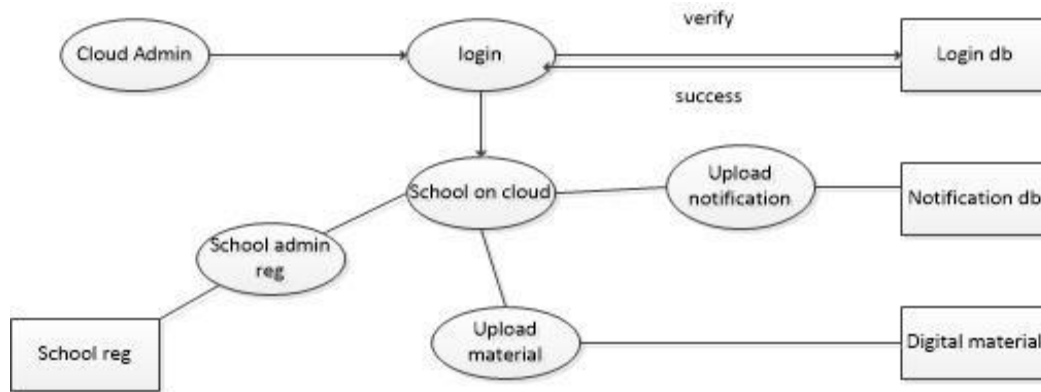 verify
Cloud Admin
login
Login db
success
School on cloud
Upload
notification
Notification db
School admin
reg
Upload
material
School reg
Digital material